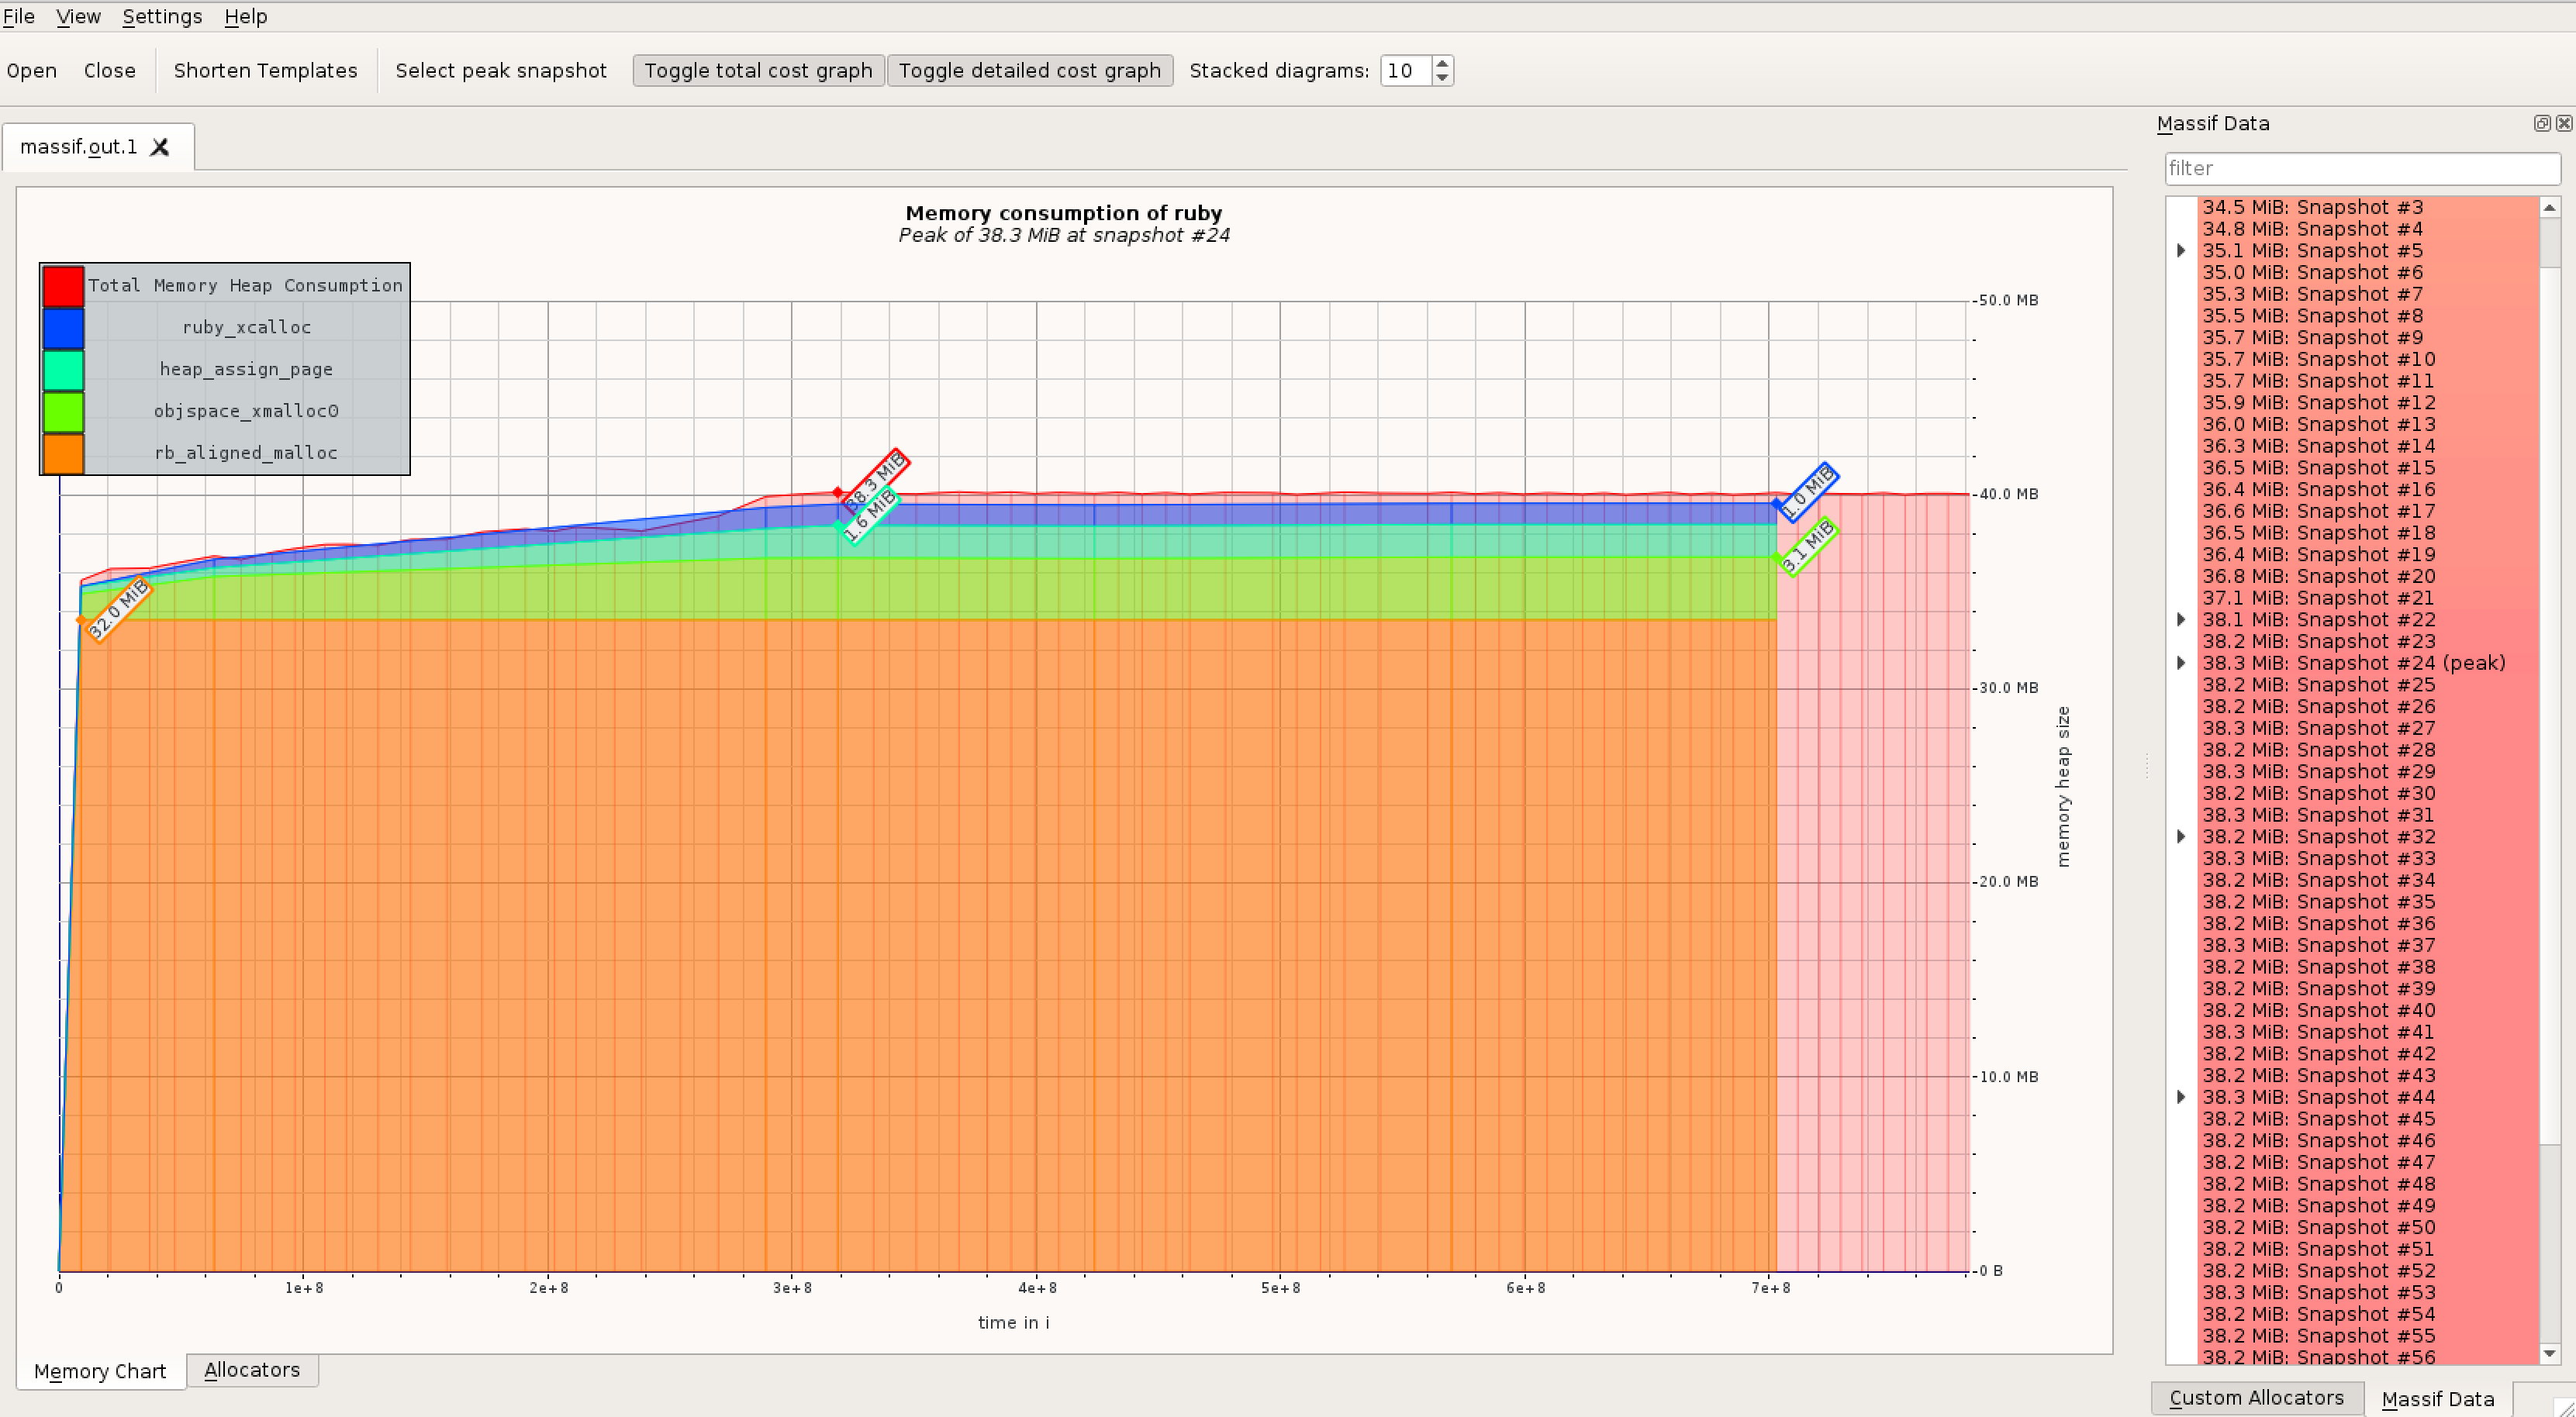 File View Settings Help
Open Close Shorten Templates Select peak snapshot Toggle total cost graph Toggle detailed cost graph Stacked diagrams: 10
massif.out.1
Memory consumption of ruby
Peak of 38.3 MiB at snapshot #24
Total Memory Heap Consumption
ruby_xcalloc
heap_assign_page
objspace_xmalloc0
rb_aligned_malloc
38.3 MiB
1.6 MiB
1.0 MiB
3.1 MiB
32.0 MiB
50.0 MB
40.0 MB
30.0 MB
20.0 MB
10.0 MB
0 B
memory heap size
0 1e+8 2e+8 3e+8 4e+8 5e+8 6e+8 7e+8
time in i
Memory Chart Allocators
Massif Data
filter
34.5 MiB: Snapshot #3
34.8 MiB: Snapshot #4
35.1 MiB: Snapshot #5
35.0 MiB: Snapshot #6
35.3 MiB: Snapshot #7
35.5 MiB: Snapshot #8
35.7 MiB: Snapshot #9
35.7 MiB: Snapshot #10
35.7 MiB: Snapshot #11
35.9 MiB: Snapshot #12
36.0 MiB: Snapshot #13
36.3 MiB: Snapshot #14
36.5 MiB: Snapshot #15
36.4 MiB: Snapshot #16
36.6 MiB: Snapshot #17
36.5 MiB: Snapshot #18
36.4 MiB: Snapshot #19
36.8 MiB: Snapshot #20
37.1 MiB: Snapshot #21
38.1 MiB: Snapshot #22
38.2 MiB: Snapshot #23
38.3 MiB: Snapshot #24 (peak)
38.2 MiB: Snapshot #25
38.2 MiB: Snapshot #26
38.3 MiB: Snapshot #27
38.2 MiB: Snapshot #28
38.3 MiB: Snapshot #29
38.2 MiB: Snapshot #30
38.3 MiB: Snapshot #31
38.2 MiB: Snapshot #32
38.3 MiB: Snapshot #33
38.2 MiB: Snapshot #34
38.2 MiB: Snapshot #35
38.2 MiB: Snapshot #36
38.3 MiB: Snapshot #37
38.2 MiB: Snapshot #38
38.2 MiB: Snapshot #39
38.2 MiB: Snapshot #40
38.3 MiB: Snapshot #41
38.2 MiB: Snapshot #42
38.2 MiB: Snapshot #43
38.3 MiB: Snapshot #44
38.2 MiB: Snapshot #45
38.2 MiB: Snapshot #46
38.2 MiB: Snapshot #47
38.2 MiB: Snapshot #48
38.2 MiB: Snapshot #49
38.2 MiB: Snapshot #50
38.2 MiB: Snapshot #51
38.2 MiB: Snapshot #52
38.3 MiB: Snapshot #53
38.2 MiB: Snapshot #54
38.2 MiB: Snapshot #55
38.2 MiB: Snapshot #56
Custom Allocators Massif Data